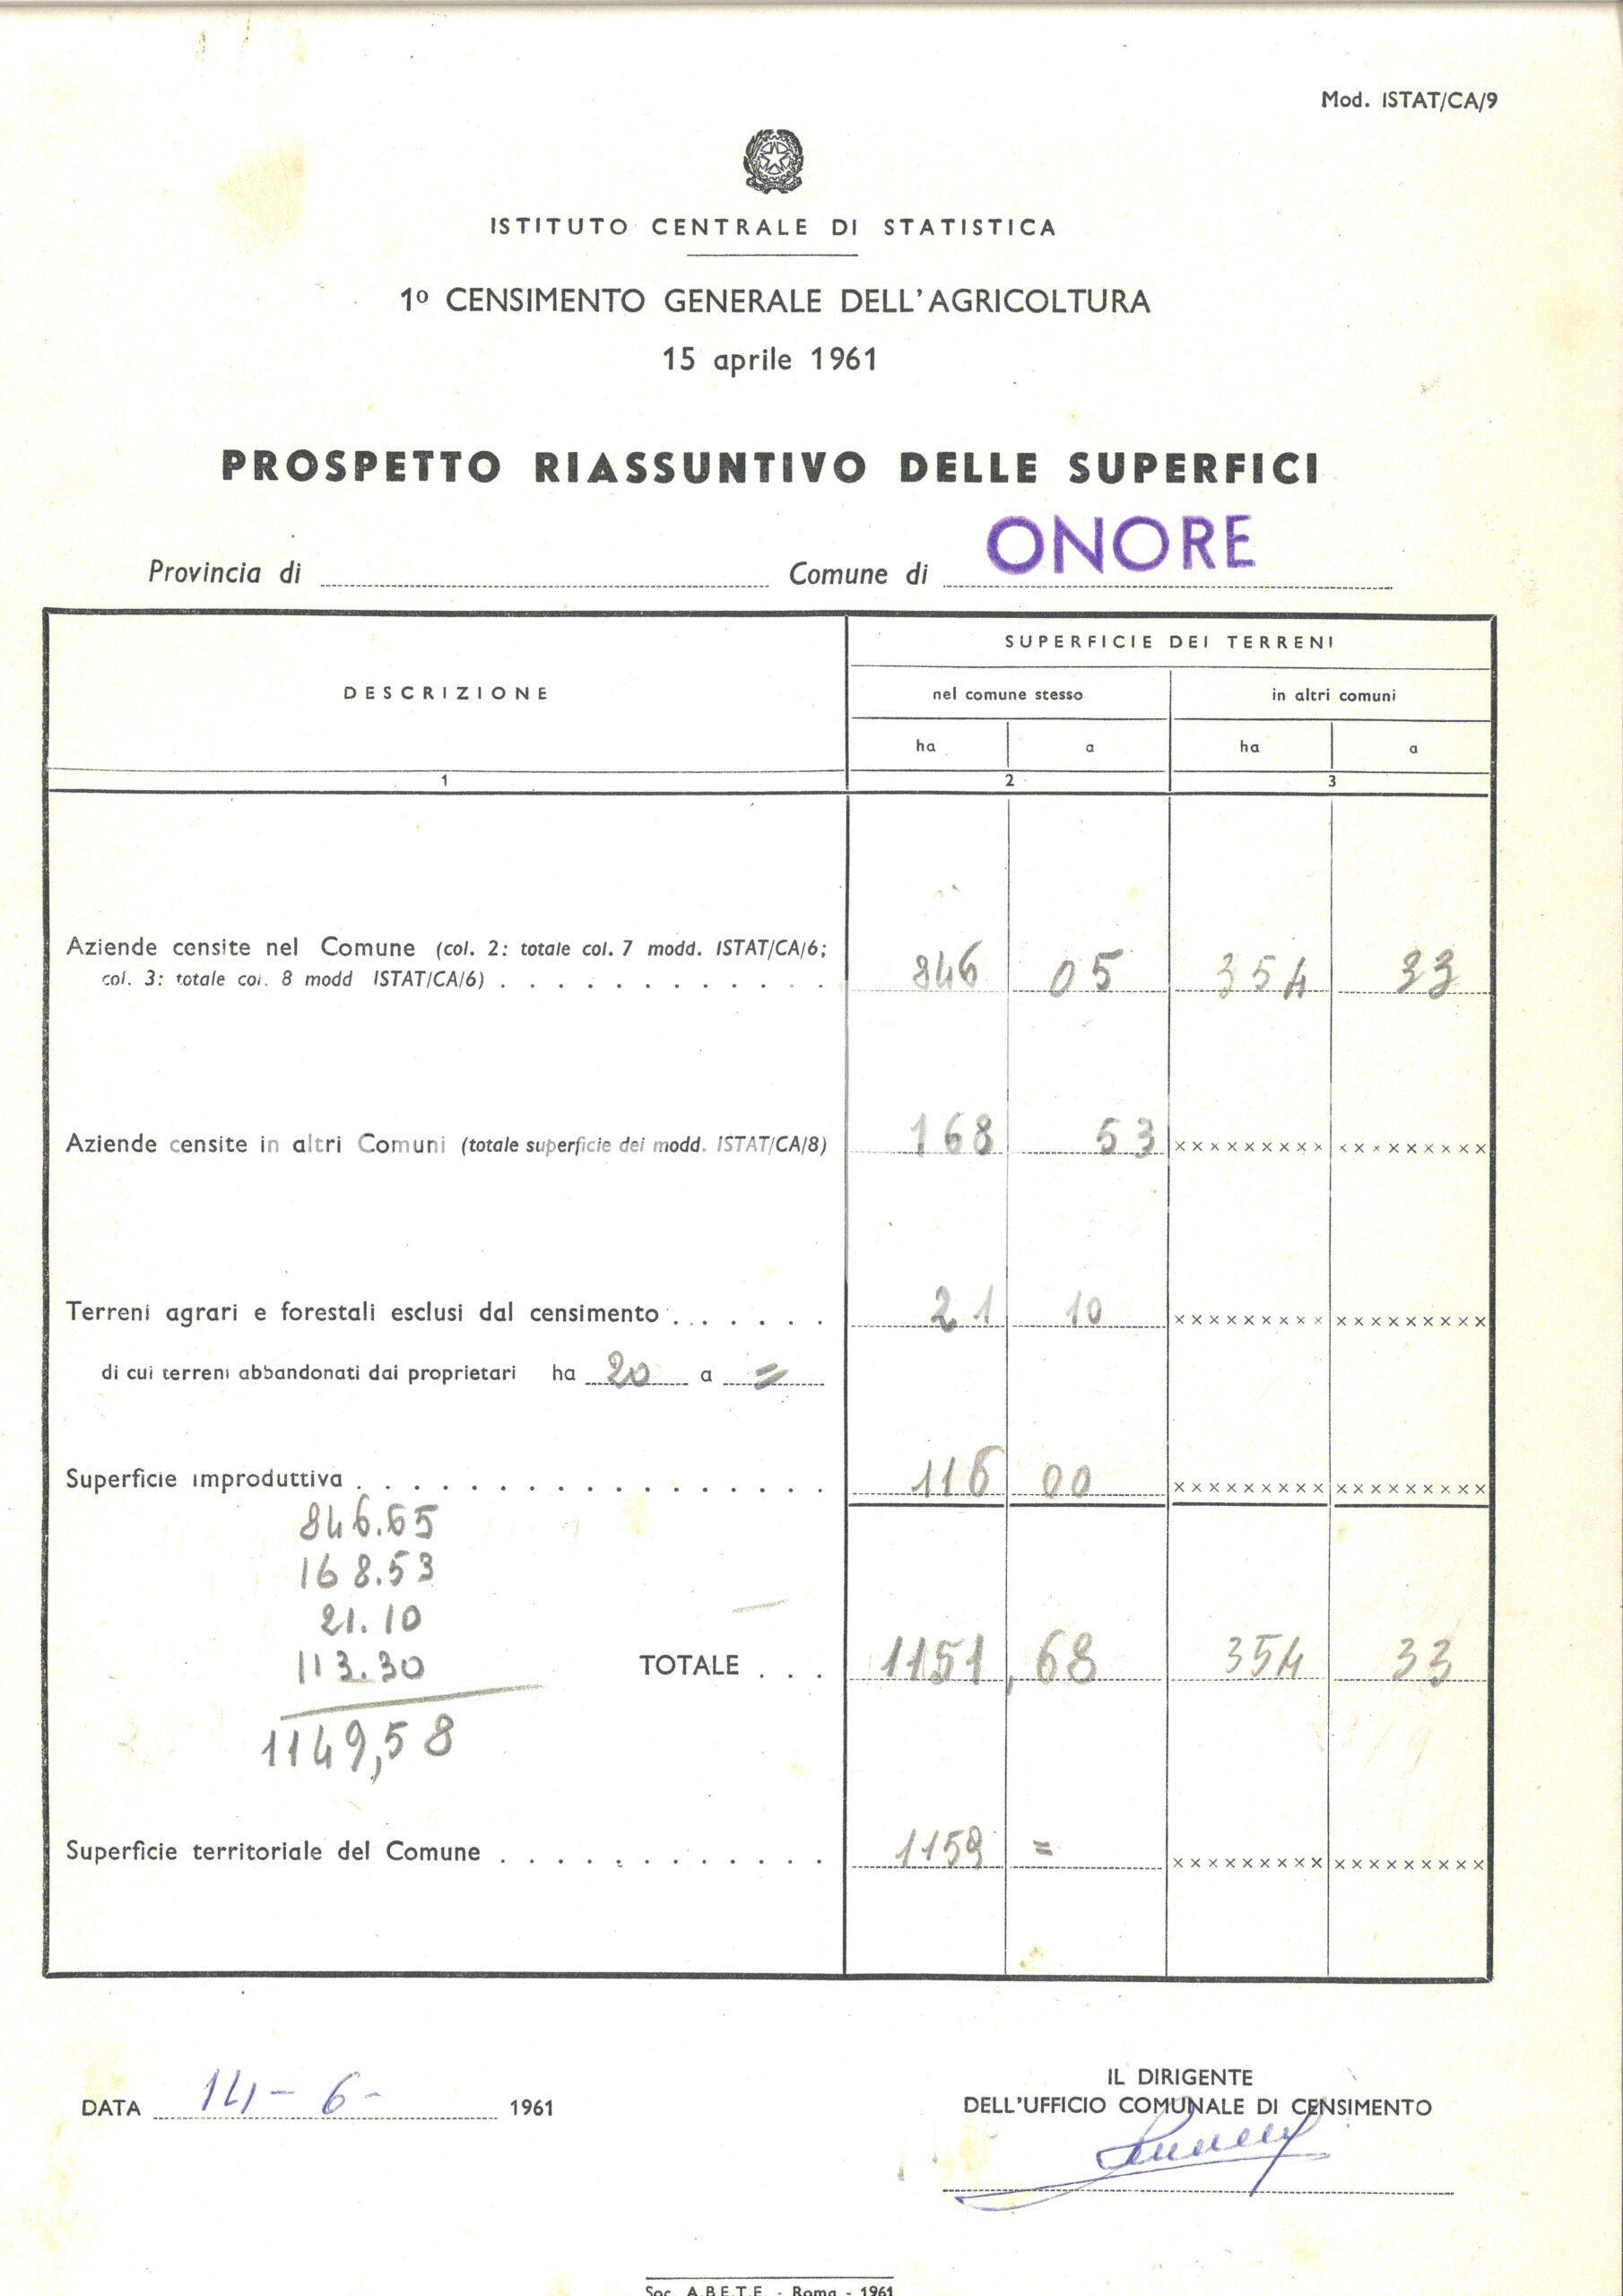 Mod. ISTAT/CA/9
ISTITUTO CENTRALE DI STATISTICA
1º CENSIMENTO GENERALE DELL'AGRICOLTURA
15 aprile 1961
PROSPETTO RIASSUNTIVO DELLE SUPERFICI
Provincia di Comune di ONORE
DESCRIZIONE
SUPERFICIE DEI TERRENI
nel comune stesso in altri comuni
ha a ha a
1 2 3
Aziende censite nel Comune (col. 2: totale col. 7 modd. ISTAT/CA/6;
col. 3: totale col. 8 modd ISTAT/CA/6) . . . . . . . . . . . . 846 05 354 33
Aziende censite in altri Comuni (totale superficie dei modd. ISTAT/CA/8) 168 53 ××××××××× ×××××××××
Terreni agrari e forestali esclusi dal censimento . . . . . . . 21 10 ××××××××× ×××××××××
di cui terreni abbandonati dai proprietari ha 20 a =
Superficie improduttiva . . . . . . . . . . . . . . . . . . 116 00 ××××××××× ×××××××××
846.65
168.53
21.10
113.30
TOTALE . . . 1151,68 354 33
1149,58
Superficie territoriale del Comune . . . . . . . . . . . . . 1159 = ××××××××× ×××××××××
DATA 14 - 6 - 1961
IL DIRIGENTE
DELL'UFFICIO COMUNALE DI CENSIMENTO
Soc. A.B.E.T.E. - Roma - 1961